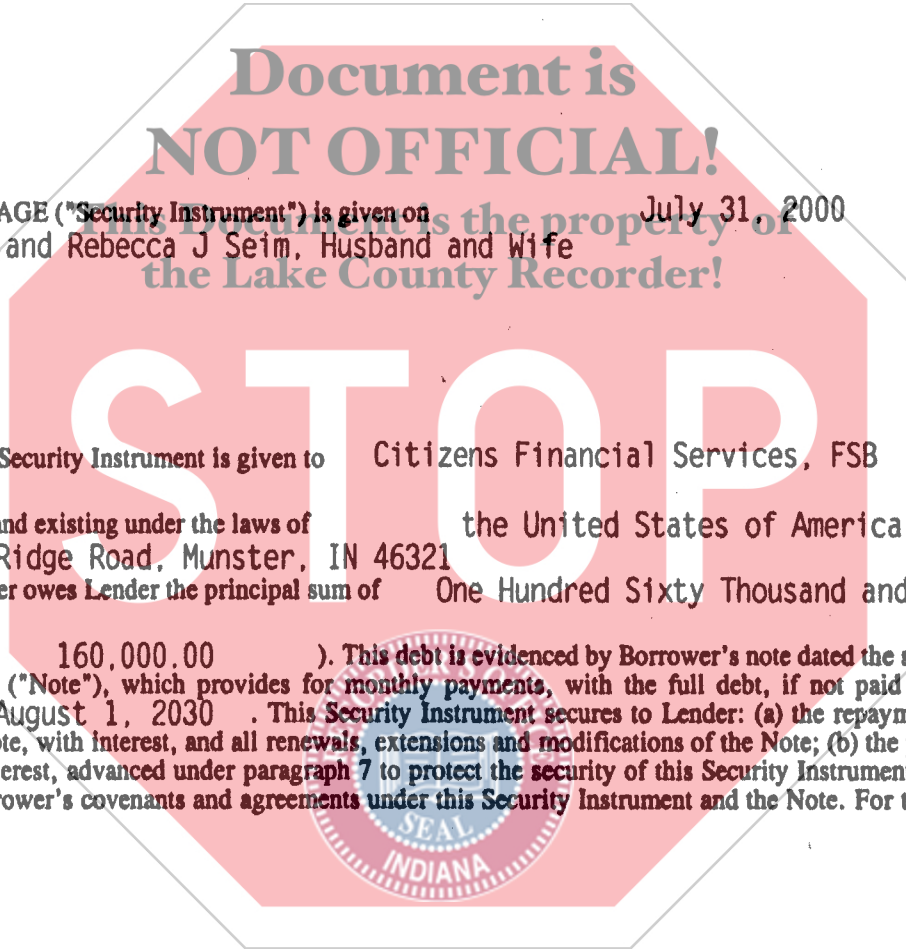 Document is
NOT OFFICIAL!
This Document is the property of
the Lake County Recorder!
STOP
AGE ("Security Instrument") is given on July 31, 2000
and Rebecca J Seim, Husband and Wife
Security Instrument is given to Citizens Financial Services, FSB
and existing under the laws of the United States of America
Ridge Road, Munster, IN 46321
er owes Lender the principal sum of One Hundred Sixty Thousand and
160,000.00 ). This debt is evidenced by Borrower's note dated the
("Note"), which provides for monthly payments, with the full debt, if not paid
August 1, 2030 . This Security Instrument secures to Lender: (a) the repaym
te, with interest, and all renewals, extensions and modifications of the Note; (b) the
erest, advanced under paragraph 7 to protect the security of this Security Instrument
rower's covenants and agreements under this Security Instrument and the Note. For t
SEAL
INDIANA